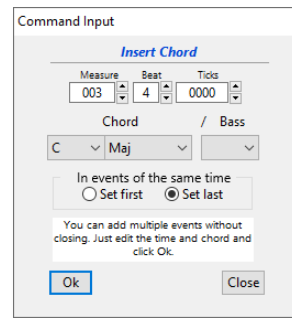 Command Input
Insert Chord
Measure Beat Ticks
003 4 0000
Chord / Bass
C Maj
In events of the same time
Set first Set last
You can add multiple events without
closing. Just edit the time and chord and
click Ok.
Ok Close